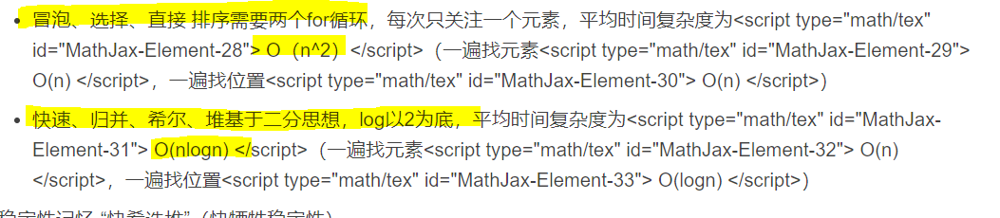 冒泡、选择、直接 排序需要两个for循环，每次只关注一个元素，平均时间复杂度为<script type="math/tex"
id="MathJax-Element-28"> O（n^2）</script>（一遍找元素<script type="math/tex" id="MathJax-Element-29">
O(n) </script>，一遍找位置<script type="math/tex" id="MathJax-Element-30"> O(n) </script>）
快速、归并、希尔、堆基于二分思想，log以2为底，平均时间复杂度为<script type="math/tex" id="MathJax-
Element-31"> O(nlogn) </script>（一遍找元素<script type="math/tex" id="MathJax-Element-32"> O(n)
</script>，一遍找位置<script type="math/tex" id="MathJax-Element-33"> O(logn) </script>）
稳定性记忆-“快希选堆”（快牺牲稳定性）